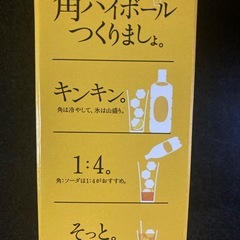 角ハイボール
つくりましょ。
キンキン。
角は冷やして、氷は山盛り。
1:4。
角:ソーダは1:4がおすすめ。
そっと。